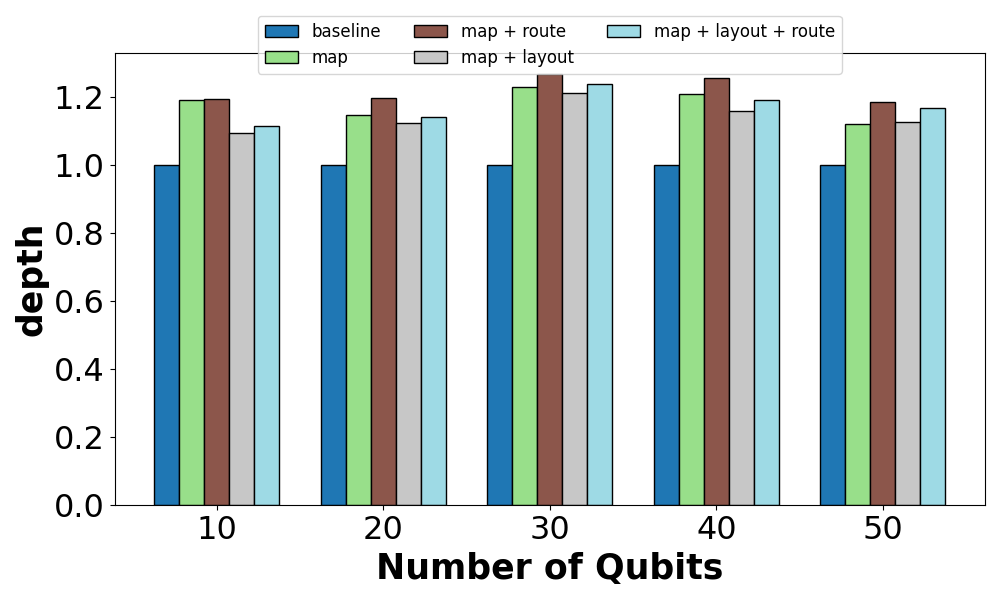 baseline
map
map + route
map + layout
map + layout + route
depth
1.2
1.0
0.8
0.6
0.4
0.2
0.0
10 20 30 40 50
Number of Qubits